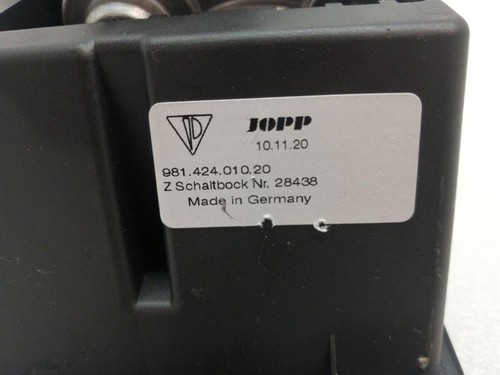 JOPP
10.11.20
981.424.010.20
Z Schaltbock Nr. 28438
Made in Germany